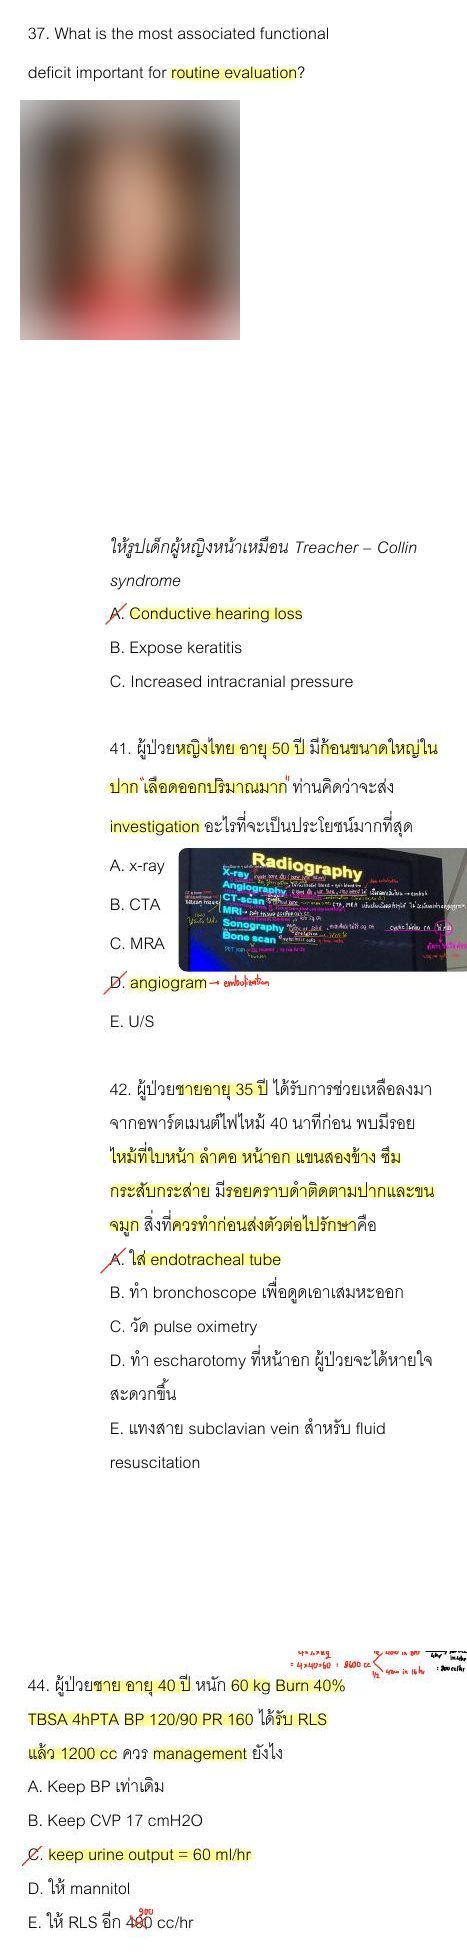 37. What is the most associated functional
deficit important for routine evaluation?
ให้รูปเด็กผู้หญิงหน้าเหมือน Treacher – Collin
syndrome
A. Conductive hearing loss
B. Expose keratitis
C. Increased intracranial pressure
41. ผู้ป่วยหญิงไทย อายุ 50 ปี มีก้อนขนาดใหญ่ใน
ปาก "เลือดออกปริมาณมาก" ท่านคิดว่าจะส่ง
investigation อะไรที่จะเป็นประโยชน์มากที่สุด
A. x-ray
Radiography
X-ray
Angiography
CT-scan
MRI
Sonography
Bone scan
B. CTA
C. MRA
D. angiogram → embolization
E. U/S
42. ผู้ป่วยชายอายุ 35 ปี ได้รับการช่วยเหลือลงมา
จากอพาร์ตเมนต์ไฟไหม้ 40 นาทีก่อน พบมีรอย
ไหม้ที่ใบหน้า ลำคอ หน้าอก แขนสองข้าง ซึม
กระสับกระส่าย มีรอยคราบดำติดตามปากและขน
จมูก สิ่งที่ควรทำก่อนส่งตัวต่อไปรักษาคือ
A. ใส่ endotracheal tube
B. ทำ bronchoscope เพื่อดูดเอาเสมหะออก
C. วัด pulse oximetry
D. ทำ escharotomy ที่หน้าอก ผู้ป่วยจะได้หายใจ
สะดวกขึ้น
E. แทงสาย subclavian vein สำหรับ fluid
resuscitation
= 4×40×60 = 9600 cc
44. ผู้ป่วยชาย อายุ 40 ปี หนัก 60 kg Burn 40%
TBSA 4hPTA BP 120/90 PR 160 ได้รับ RLS
แล้ว 1200 cc ควร management ยังไง
A. Keep BP เท่าเดิม
B. Keep CVP 17 cmH2O
C. keep urine output = 60 ml/hr
D. ให้ mannitol
900
E. ให้ RLS อีก 400 cc/hr